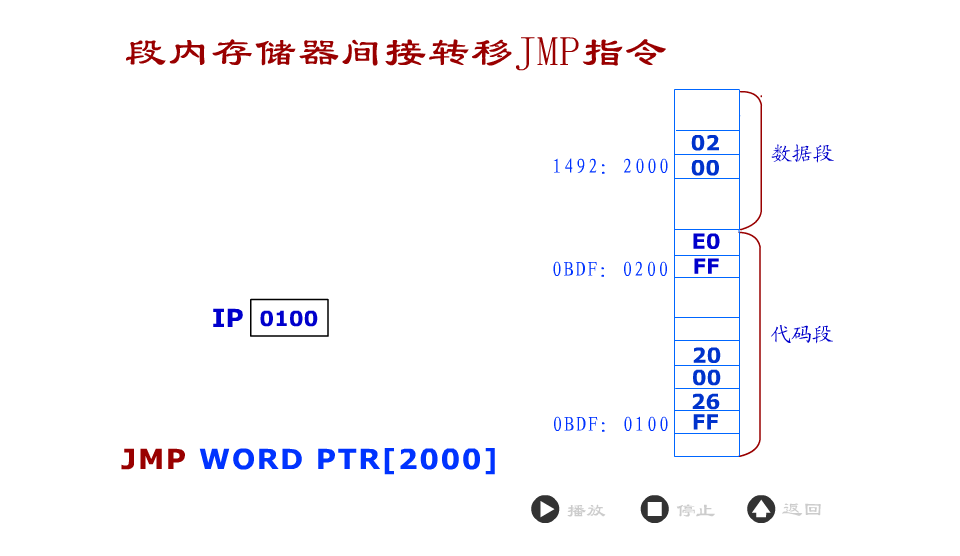 段内存储器间接转移JMP指令
02
1492: 2000 00
数据段
E0
0BDF: 0200 FF
IP 0100
代码段
20
00
26
0BDF: 0100 FF
JMP WORD PTR[2000]
播放 停止 返回